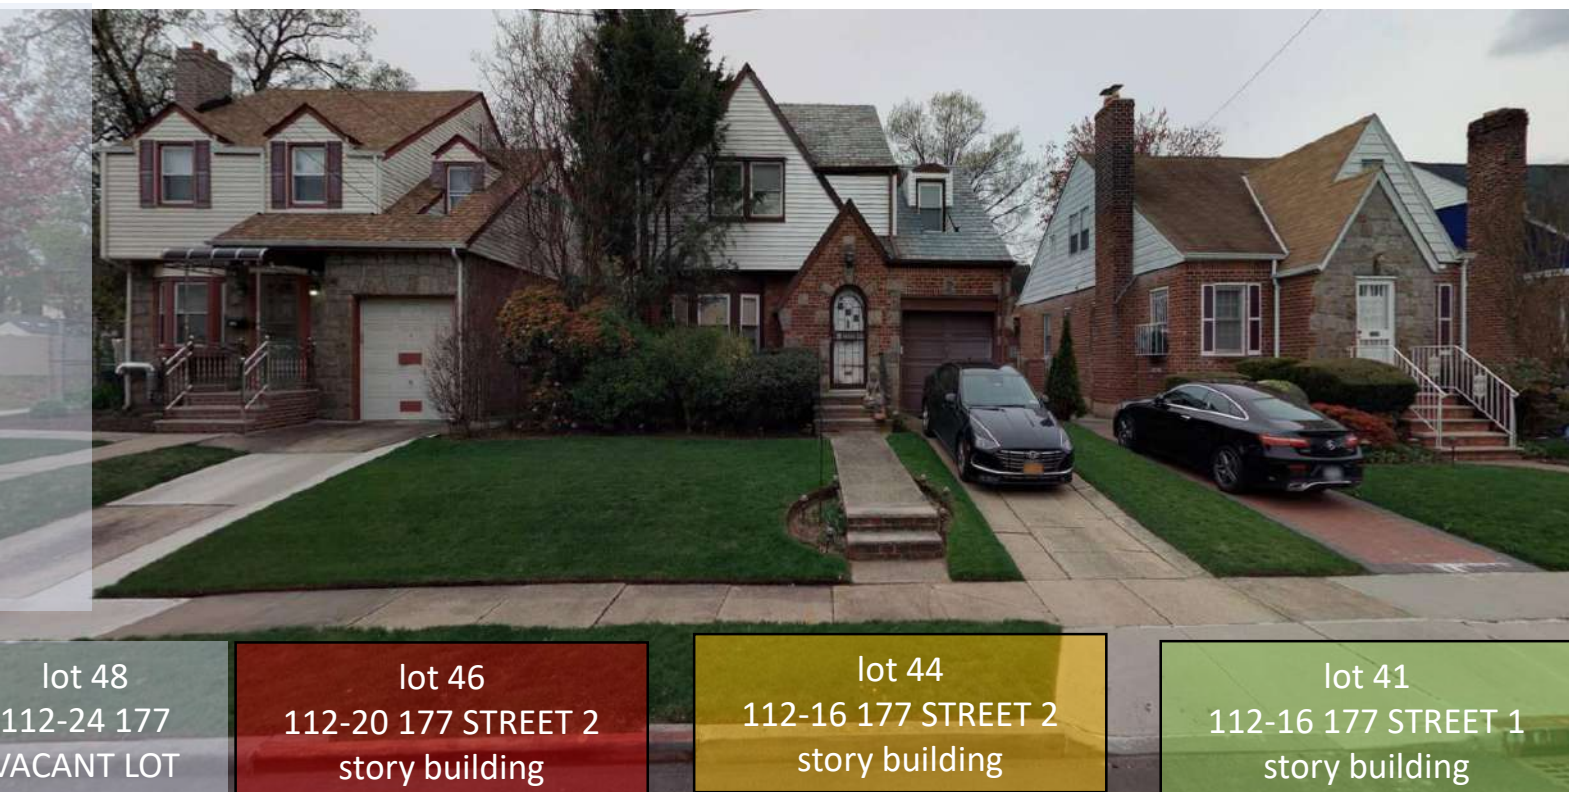 lot 48
112-24 177
VACANT LOT
lot 46
112-20 177 STREET 2
story building
lot 44
112-16 177 STREET 2
story building
lot 41
112-16 177 STREET 1
story building